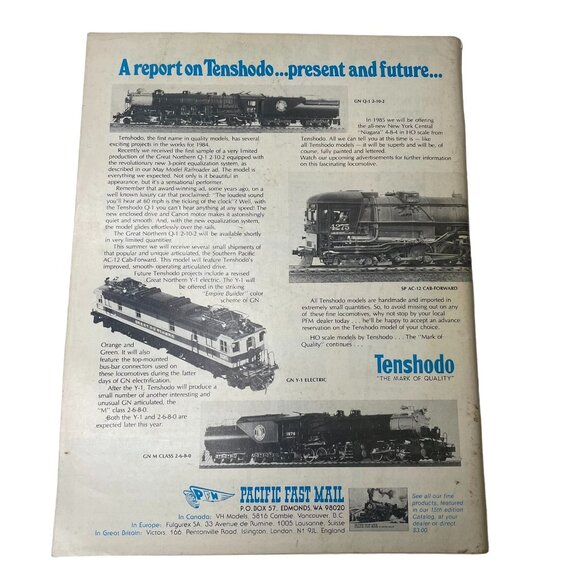 A report on Tenshodo...present and future...
GN Q-1 2-10-2
Tenshodo, the first name in quality models, has several
exciting projects in the works for 1984.
Recently we received the first sample of a very limited
production of the Great Northern Q-1 2-10-2 equipped with
the revolutionary new 3-point equalization system, as
described in our May Model Railroader ad. The model is
everything we expected. Not only is it beautiful in
appearance, but it's a sensational performer.
Remember that award-winning ad, some years ago, on a
well known luxury car that proclaimed: "The loudest sound
you'll hear at 60 mph is the ticking of the clock"? Well, with
the Tenshodo Q-1 you can't hear anything at any speed! The
new enclosed drive and Canon motor makes it astonishingly
quiet and smooth. And, with the new equalization system,
the model glides effortlessly over the rails.
The Great Northern Q-1 2-10-2 will be available shortly
in very limited quantities.
This summer we will receive several small shipments of
that popular and unique articulated, the Southern Pacific
AC-12 Cab-Forward. This model will feature Tenshodo's
improved, smooth-operating articulated drive.
Future Tenshodo projects include a revised
Great Northern Y-1 electric. The Y-1 will
be offered in the striking
"Empire Builder" color
scheme of GN
Orange and
Green. It will also
feature the top-mounted
bus-bar connectors used on
these locomotives during the latter
days of GN electrification.
After the Y-1, Tenshodo will produce a
small number of another interesting and
unusual GN articulated, the
"M" class 2-6-8-0.
Both the Y-1 and 2-6-8-0 are
expected later this year.
In 1985 we will be offering
the all-new New York Central
"Niagara" 4-8-4 in HO scale from
Tenshodo. All we can tell you at this time is — like
all Tenshodo models — it will be superb and will be, of
course, fully painted and lettered.
Watch our upcoming advertisements for further information
on this fascinating locomotive.
4275
SP AC-12 CAB-FORWARD
All Tenshodo models are handmade and imported in
extremely small quantities. So, to avoid missing out on any
of these fine locomotives, why not stop by your local
PFM dealer today . . . he'll be happy to accept an advance
reservation on the Tenshodo model of your choice.
HO scale models by Tenshodo . . . The "Mark of
Quality" continues . . .
Tenshodo
"THE MARK OF QUALITY"
GN Y-1 ELECTRIC
GN M CLASS 2-6-8-0
PFM
PACIFIC FAST MAIL
P.O. BOX 57, EDMONDS, WA 98020
In Canada: VH Models, 5816 Cambie, Vancouver, B.C.
In Europe: Fulgurex SA, 33 Avenue de Rumine, 1005 Lausanne, Suisse
In Great Britain: Victors, 166 Pentonville Road, Islington, London, N1 9JL, England
See all our fine
products, featured
in our 15th edition
Catalog, at your
dealer or direct
$3.00